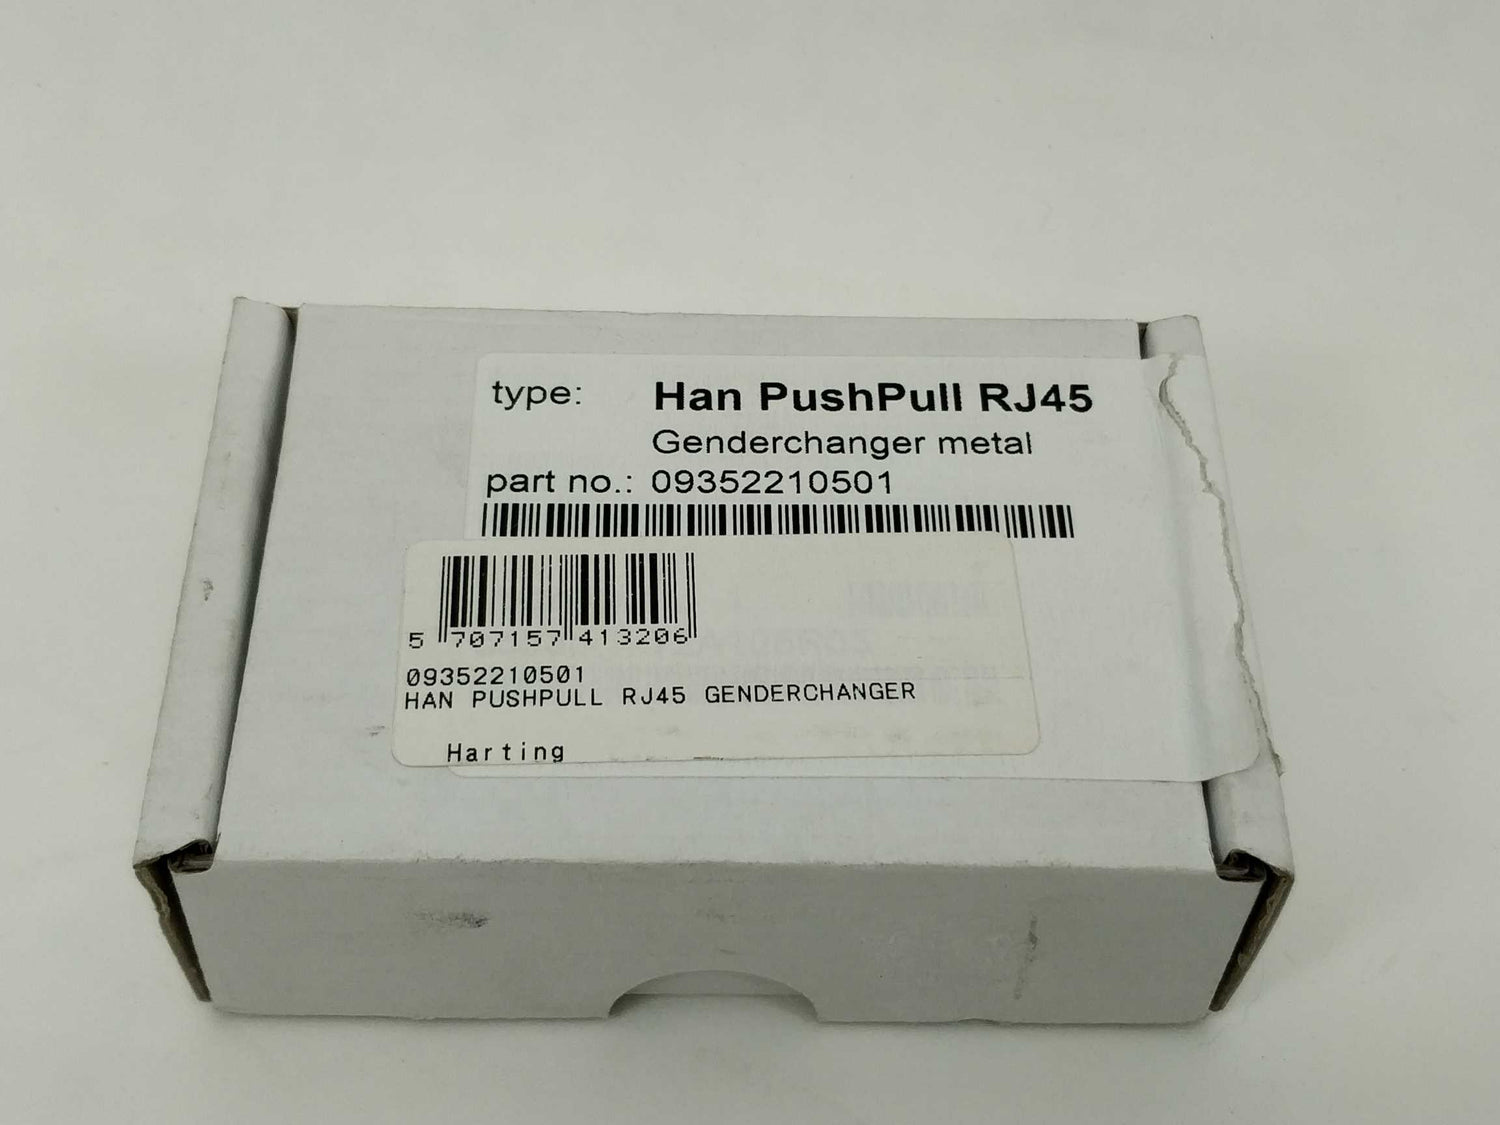 type: Han PushPull RJ45
Genderchanger metal
part no.: 09352210501
5 707157 413206
09352210501
HAN PUSHPULL RJ45 GENDERCHANGER
Harting